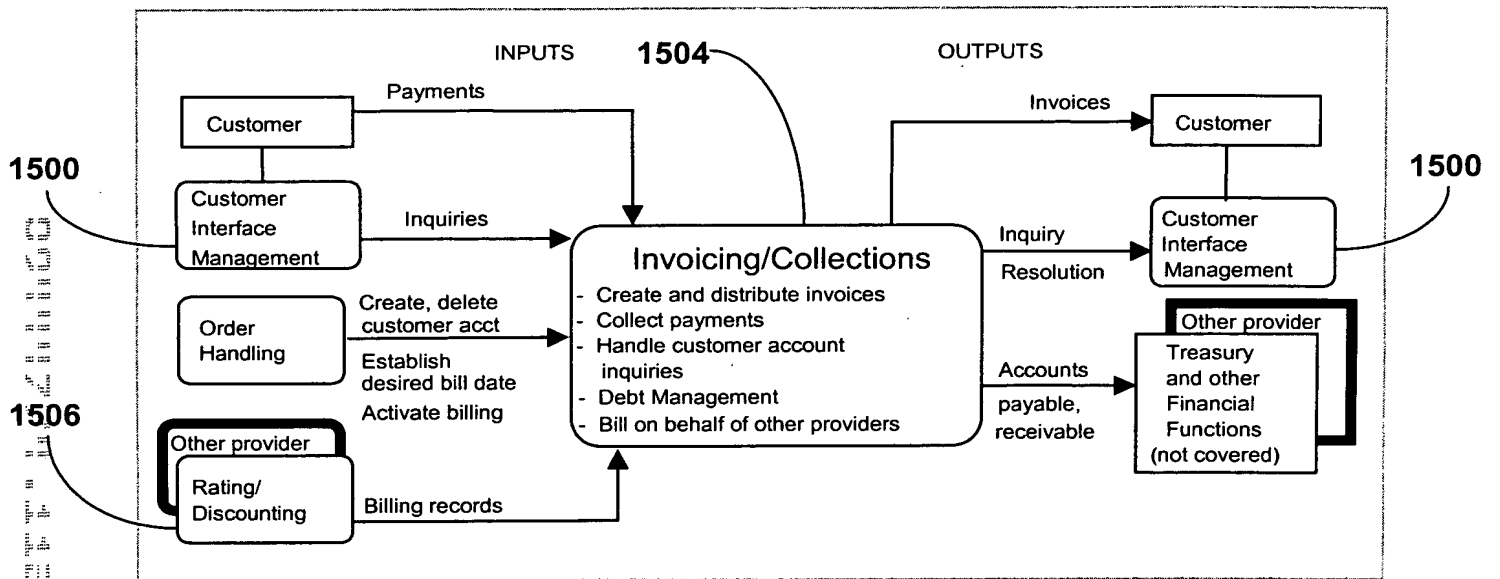 INPUTS
1504
OUTPUTS
Payments
Invoices
Customer
Customer
1500
1500
Customer
Interface
Management
Inquiries
Inquiry
Resolution
Customer
Interface
Management
Invoicing/Collections
- Create and distribute invoices
- Collect payments
- Handle customer account
inquiries
- Debt Management
- Bill on behalf of other providers
Order
Handling
Create, delete
customer acct
Establish
desired bill date
Activate billing
Accounts
payable,
receivable
Other provider
Treasury
and other
Financial
Functions
(not covered)
1506
Other provider
Rating/
Discounting
Billing records